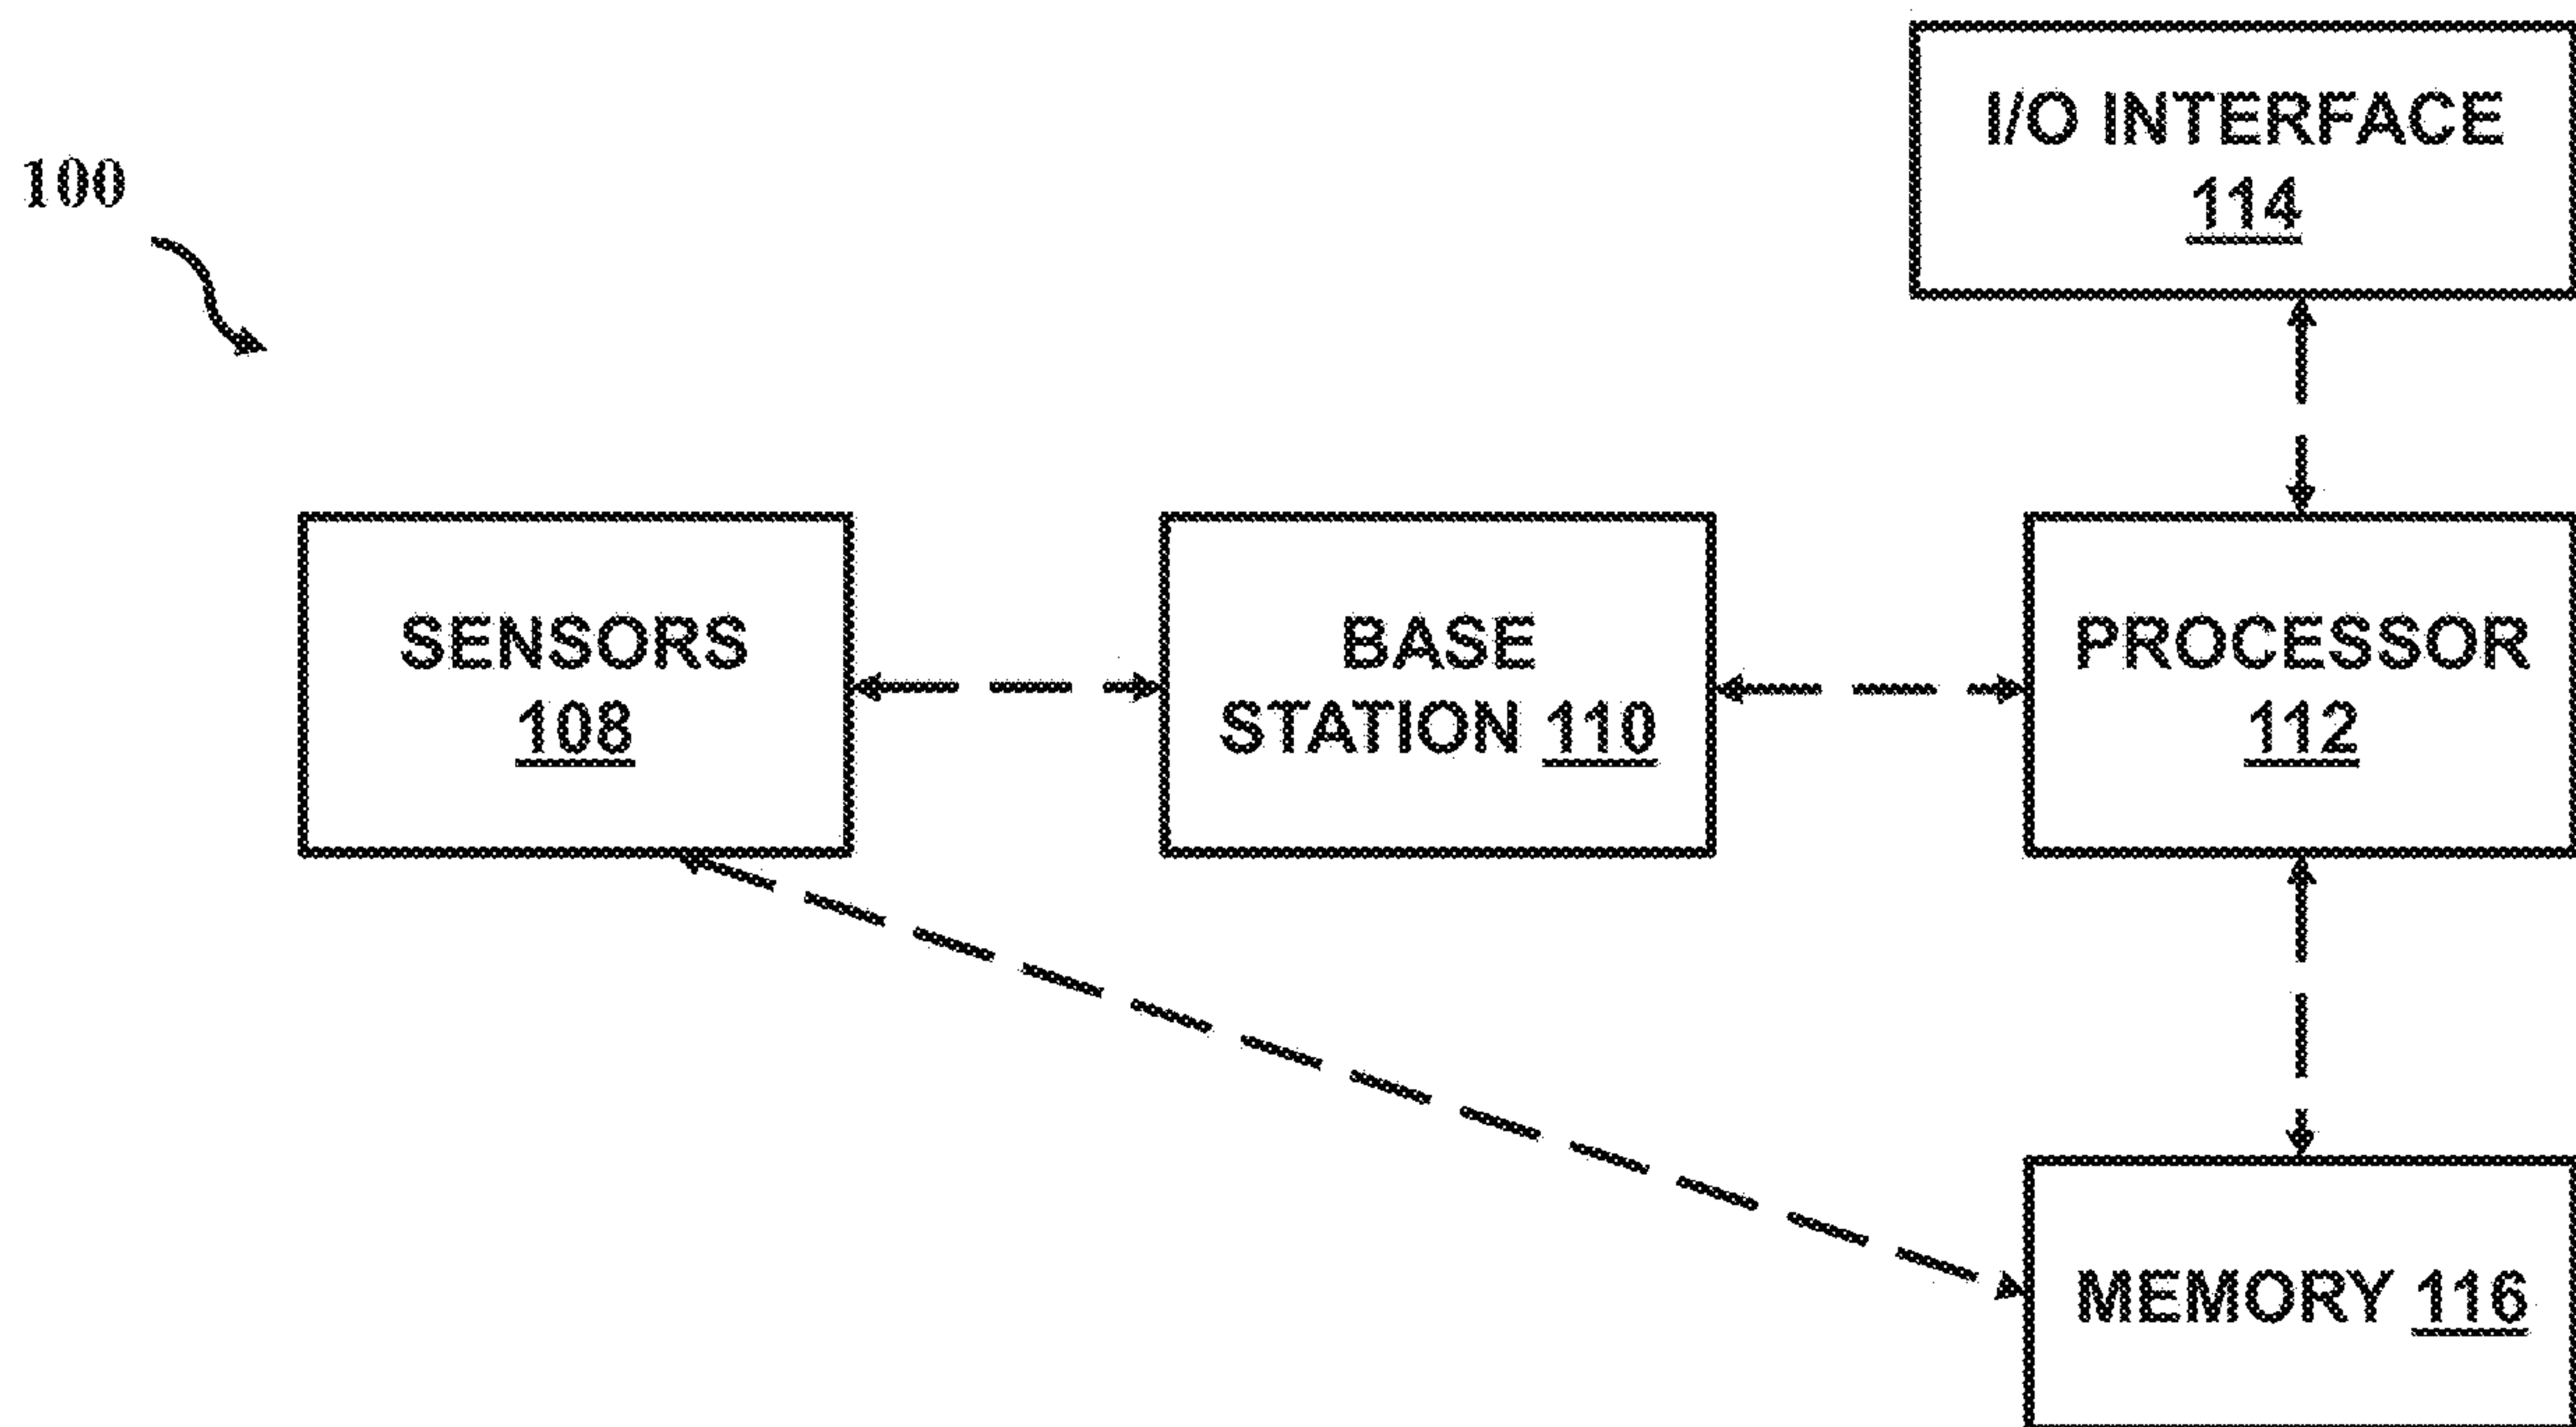 I/O INTERFACE
114
100
SENSORS
108
BASE
STATION 110
PROCESSOR
112
MEMORY 116